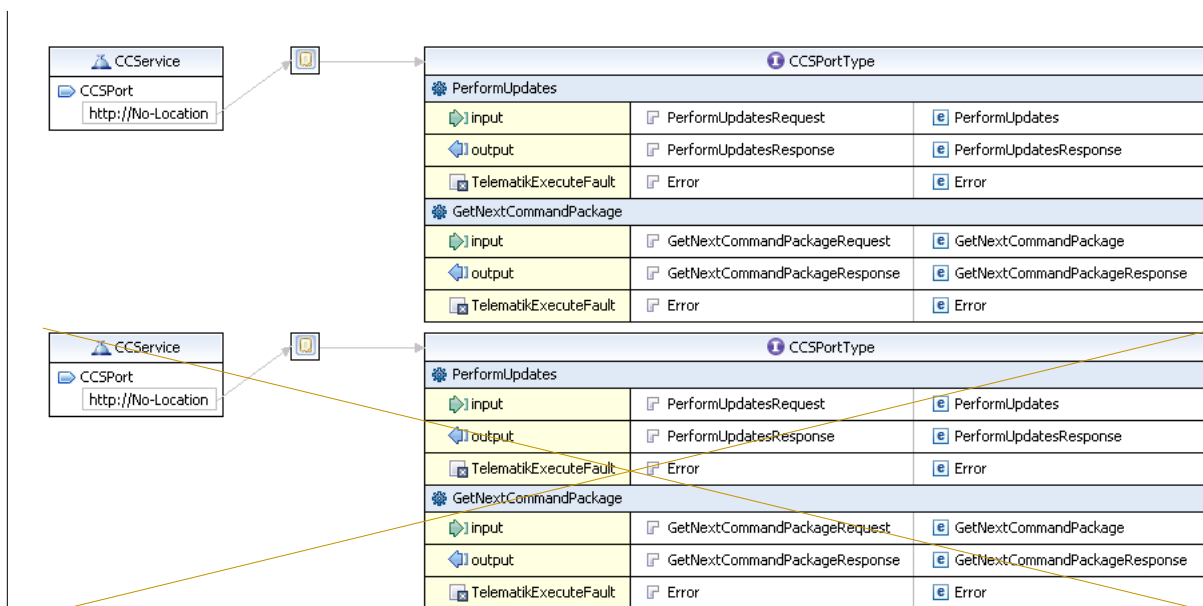 CCService
CCSPortType
CCSPort
http://No-Location
PerformUpdates
input PerformUpdatesRequest PerformUpdates
output PerformUpdatesResponse PerformUpdatesResponse
TelematikExecuteFault Error Error
GetNextCommandPackage
input GetNextCommandPackageRequest GetNextCommandPackage
output GetNextCommandPackageResponse GetNextCommandPackageResponse
TelematikExecuteFault Error Error
CCService
CCSPortType
CCSPort
http://No-Location
PerformUpdates
input PerformUpdatesRequest PerformUpdates
output PerformUpdatesResponse PerformUpdatesResponse
TelematikExecuteFault Error Error
GetNextCommandPackage
input GetNextCommandPackageRequest GetNextCommandPackage
output GetNextCommandPackageResponse GetNextCommandPackageResponse
TelematikExecuteFault Error Error